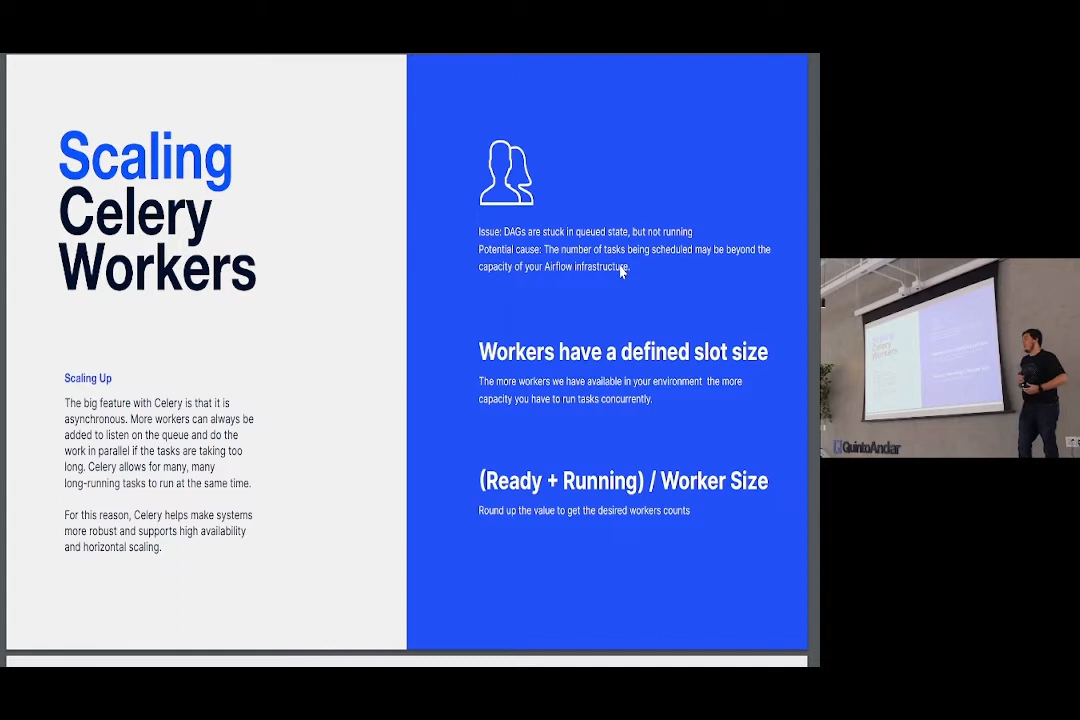 Scaling
Celery
Workers
Scaling Up
The big feature with Celery is that it is
asynchronous. More workers can always be
added to listen on the queue and do the
work in parallel if the tasks are taking too
long. Celery allows for many, many
long-running tasks to run at the same time.
For this reason, Celery helps make systems
more robust and supports high availability
and horizontal scaling.
Issue: DAGs are stuck in queued state, but not running
Potential cause: The number of tasks being scheduled may be beyond the
capacity of your Airflow infrastructure.
Workers have a defined slot size
The more workers we have available in your environment the more
capacity you have to run tasks concurrently.
(Ready + Running) / Worker Size
Round up the value to get the desired workers counts
Scaling
Celery
Workers
QuintoAndar